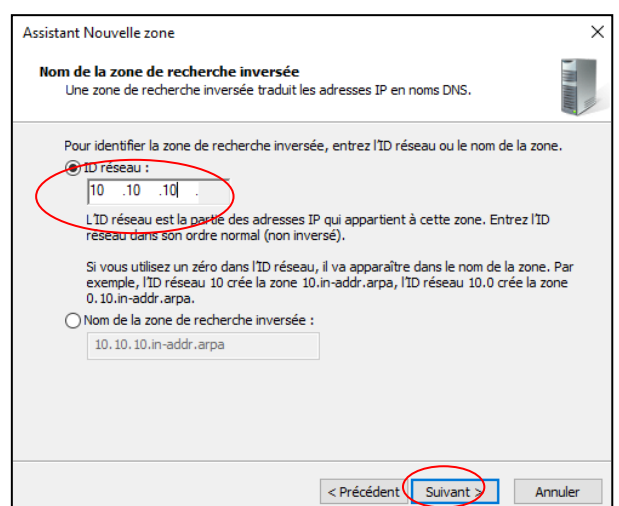 Assistant Nouvelle zone
Nom de la zone de recherche inversée
Une zone de recherche inversée traduit les adresses IP en noms DNS.
Pour identifier la zone de recherche inversée, entrez l'ID réseau ou le nom de la zone.
ID réseau :
10 .10 .10 .
L'ID réseau est la partie des adresses IP qui appartient à cette zone. Entrez l'ID
réseau dans son ordre normal (non inversé).
Si vous utilisez un zéro dans l'ID réseau, il va apparaître dans le nom de la zone. Par
exemple, l'ID réseau 10 crée la zone 10.in-addr.arpa, l'ID réseau 10.0 crée la zone
0.10.in-addr.arpa.
Nom de la zone de recherche inversée :
10.10.10.in-addr.arpa
< Précédent Suivant > Annuler